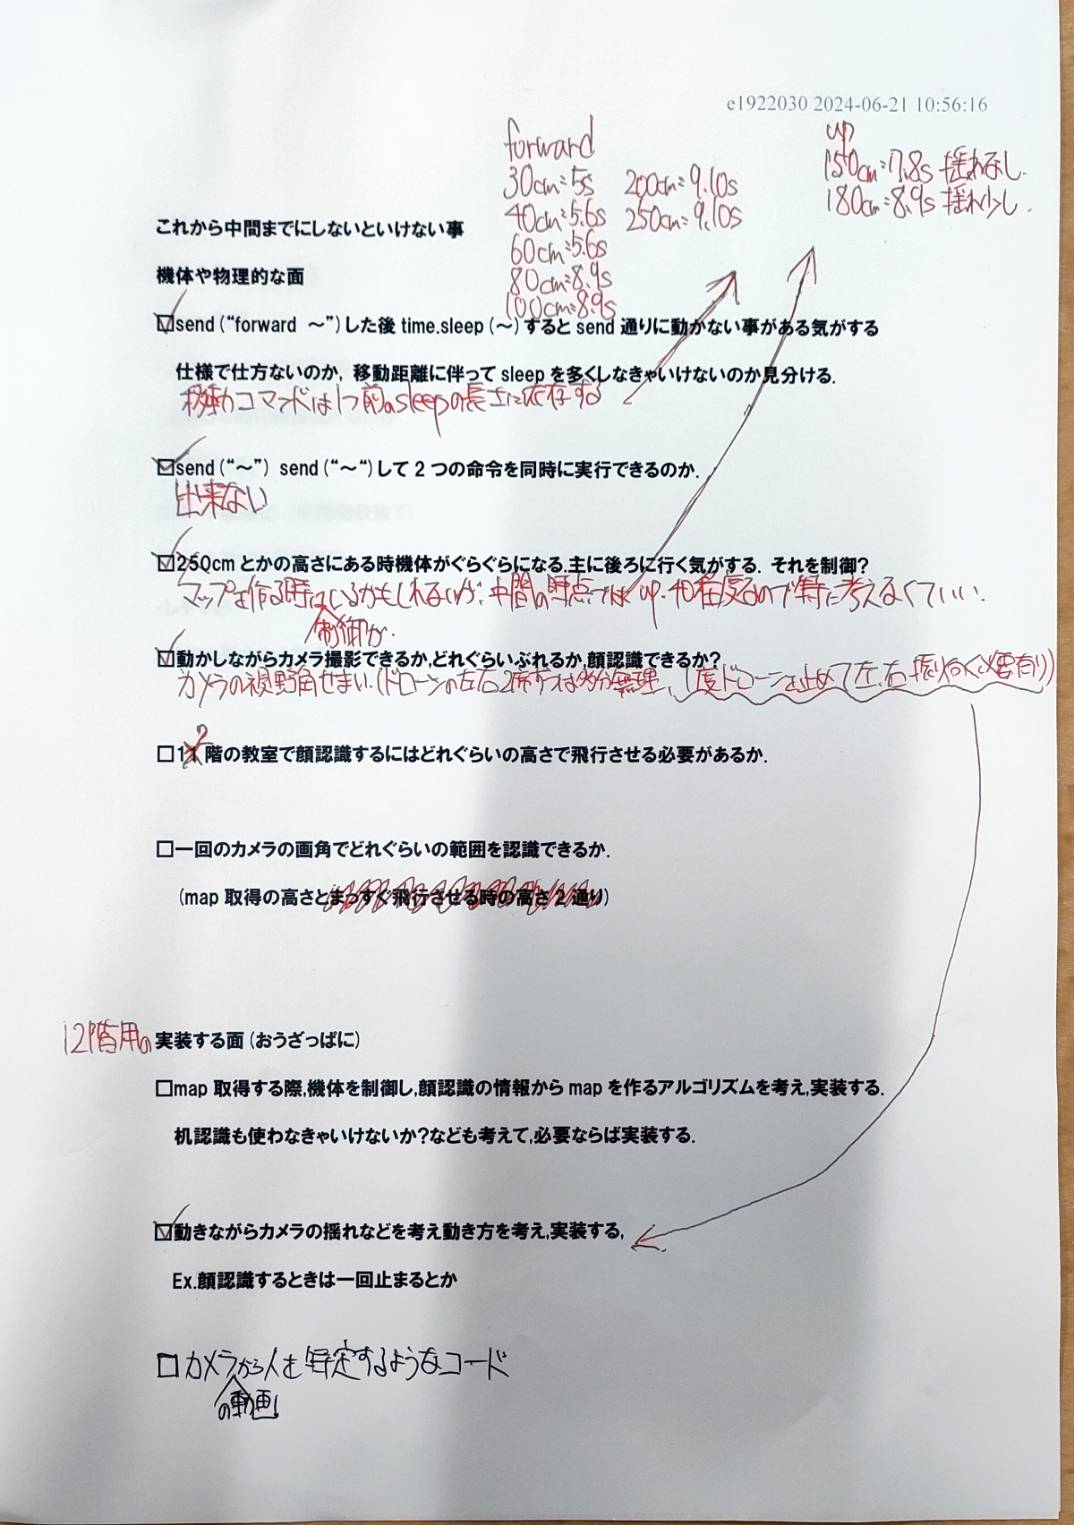 e1922030 2024-06-21 10:56:16
forward
30cm=5s 200cm=9.10s
40cm=5.6s 250cm=9.10s
60cm=5.6s
80cm=8.9s
100cm=8.9s
up
150cm=7.8s 揺れなし.
180cm=8.9s 揺れ少し.
これから中間までにしないといけない事
機体や物理的な面
☑send(“forward ～”)した後 time.sleep(～)すると send 通りに動かない事がある気がする
仕様で仕方ないのか, 移動距離に伴って sleep を多くしなきゃいけないのか見分ける.
移動コマンドは1つ前のsleepの長さに依存する
☑send(“～”) send(“～“)して 2 つの命令を同時に実行できるのか.
出来ない
☑250cm とかの高さにある時機体がぐらぐらになる.主に後ろに行く気がする. それを制御?
マップを作る時はいるかもしれないが、中間の時点では up 程度なので特に考えなくていい.
制御が.
☑動かしながらカメラ撮影できるか,どれぐらいぶれるか,顔認識できるか?
カメラの視野角せまい.(ドローンの左右2席ずつは多分無理、1度ドローンを止めて左、右振り向く必要有り)
☐12 階の教室で顔認識するにはどれぐらいの高さで飛行させる必要があるか.
☐一回のカメラの画角でどれぐらいの範囲を認識できるか.
(map 取得の高さとまっすぐ飛行させる時の高さ 2 通り)
12階用の 実装する面(おうざっぱに)
☐map 取得する際,機体を制御し,顔認識の情報から map を作るアルゴリズムを考え,実装する.
机認識も使わなきゃいけないか?なども考えて,必要ならば実装する.
☑動きながらカメラの揺れなどを考え動き方を考え,実装する,
Ex.顔認識するときは一回止まるとか
☐カメラから人を特定するようなコード
の動画